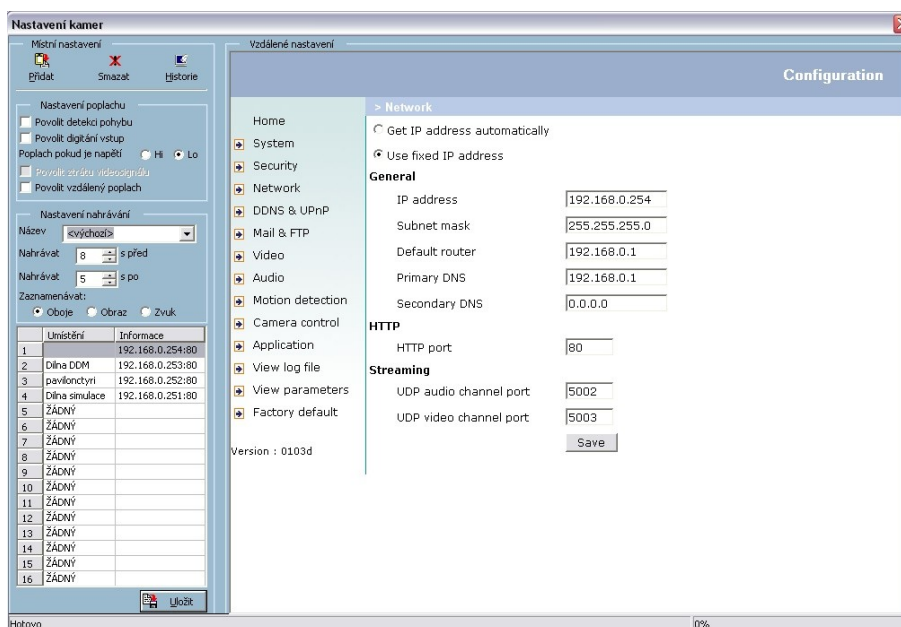 Nastavení kamer
Místní nastavení
Přidat Smazat Historie
Nastavení poplachu
Povolit detekci pohybu
Povolit digitání vstup
Poplach pokud je napětí Hi Lo
Povolit ztrátu videosignálu
Povolit vzdálený poplach
Nastavení nahrávání
Název <výchozí>
Nahrávat 8 s před
Nahrávat 5 s po
Zaznamenávat:
Oboje Obraz Zvuk
Umístění Informace
1 192.168.0.254:80
2 Dílna DDM 192.168.0.253:80
3 pavilonctyri 192.168.0.252:80
4 Dílna simulace 192.168.0.251:80
5 ŽÁDNÝ
6 ŽÁDNÝ
7 ŽÁDNÝ
8 ŽÁDNÝ
9 ŽÁDNÝ
10 ŽÁDNÝ
11 ŽÁDNÝ
12 ŽÁDNÝ
13 ŽÁDNÝ
14 ŽÁDNÝ
15 ŽÁDNÝ
16 ŽÁDNÝ
Uložit
Vzdálené nastavení
Configuration
Home
System
Security
Network
DDNS & UPnP
Mail & FTP
Video
Audio
Motion detection
Camera control
Application
View log file
View parameters
Factory default
Version : 0103d
> Network
Get IP address automatically
Use fixed IP address
General
IP address 192.168.0.254
Subnet mask 255.255.255.0
Default router 192.168.0.1
Primary DNS 192.168.0.1
Secondary DNS 0.0.0.0
HTTP
HTTP port 80
Streaming
UDP audio channel port 5002
UDP video channel port 5003
Save
Hotovo 0%